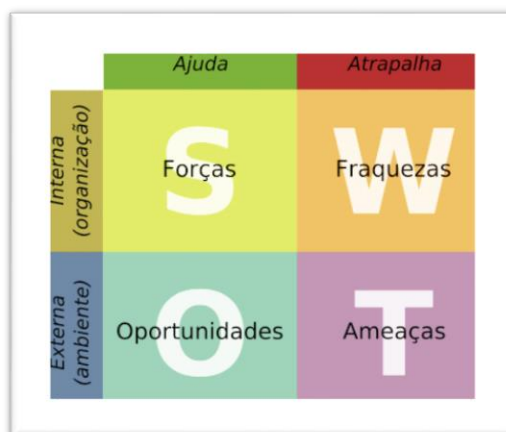 Ajuda
Atrapalha
Interna
(organização)
S
Forças
W
Fraquezas
Externa
(ambiente)
O
Oportunidades
T
Ameaças